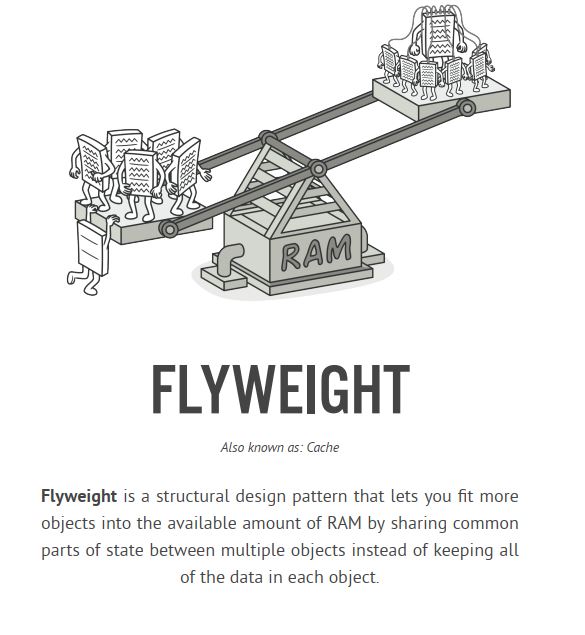 RAM
FLYWEIGHT
Also known as: Cache
Flyweight is a structural design pattern that lets you fit more
objects into the available amount of RAM by sharing common
parts of state between multiple objects instead of keeping all
of the data in each object.